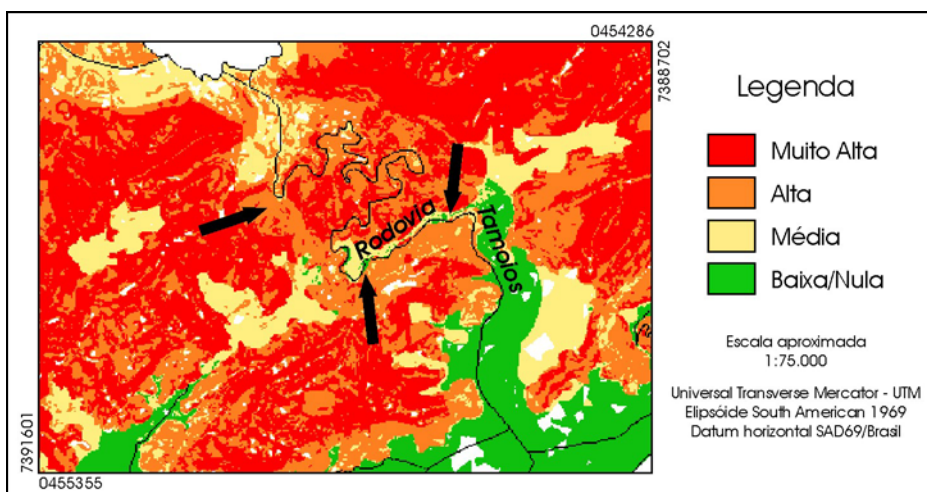 0454286
7388702
Rodovia
Tamoios
7391601
0455355
Legenda
Muito Alta
Alta
Média
Baixa/Nula
Escala aproximada
1:75.000
Universal Transverse Mercator - UTM
Elipsóide South American 1969
Datum horizontal SAD69/Brasil